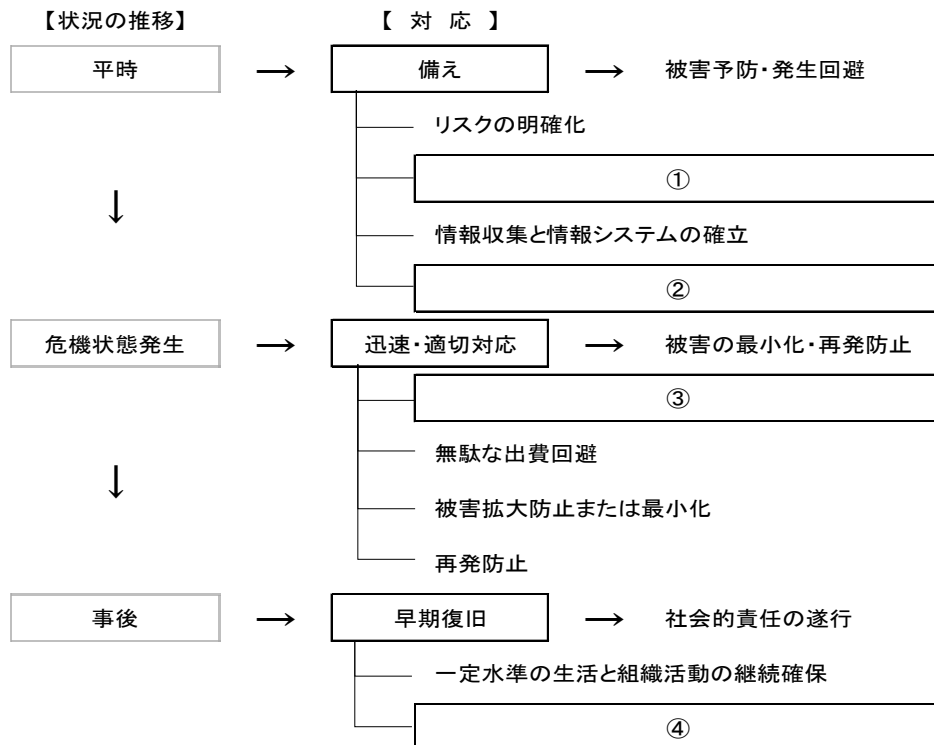 【状況の推移】 【 対 応 】
平時 → 備え → 被害予防・発生回避
リスクの明確化
①
↓
情報収集と情報システムの確立
②
危機状態発生 → 迅速・適切対応 → 被害の最小化・再発防止
③
無駄な出費回避
↓
被害拡大防止または最小化
再発防止
事後 → 早期復旧 → 社会的責任の遂行
一定水準の生活と組織活動の継続確保
④